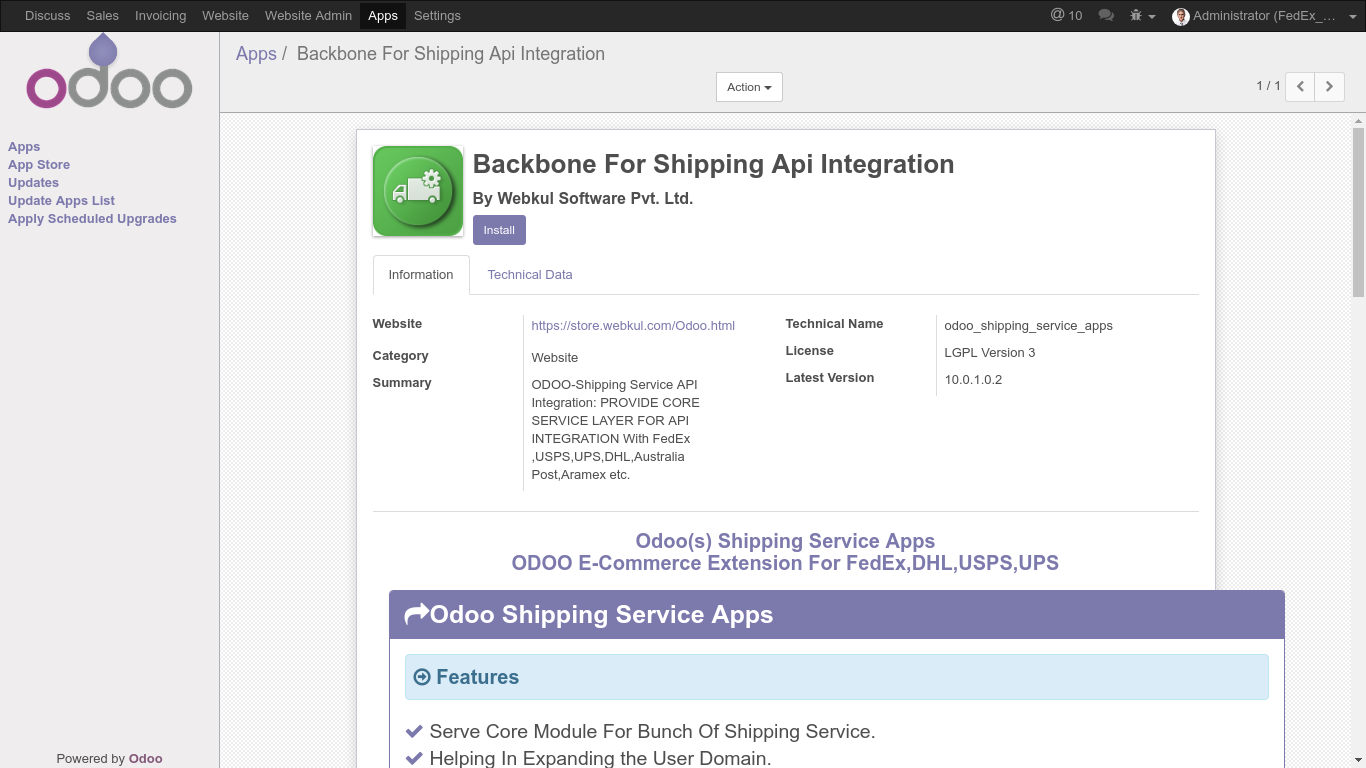 Discuss Sales Invoicing Website Website Admin Apps Settings @ 10 Administrator (FedEx_...
odoo
Apps / Backbone For Shipping Api Integration
Action
1 / 1
Apps
App Store
Updates
Update Apps List
Apply Scheduled Upgrades
Backbone For Shipping Api Integration
By Webkul Software Pvt. Ltd.
Install
Information Technical Data
Website https://store.webkul.com/Odoo.html
Category Website
Summary ODOO-Shipping Service API
Integration: PROVIDE CORE
SERVICE LAYER FOR API
INTEGRATION With FedEx
,USPS,UPS,DHL,Australia
Post,Aramex etc.
Technical Name odoo_shipping_service_apps
License LGPL Version 3
Latest Version 10.0.1.0.2
Odoo(s) Shipping Service Apps
ODOO E-Commerce Extension For FedEx,DHL,USPS,UPS
Odoo Shipping Service Apps
Features
Serve Core Module For Bunch Of Shipping Service.
Helping In Expanding the User Domain.
Powered by Odoo